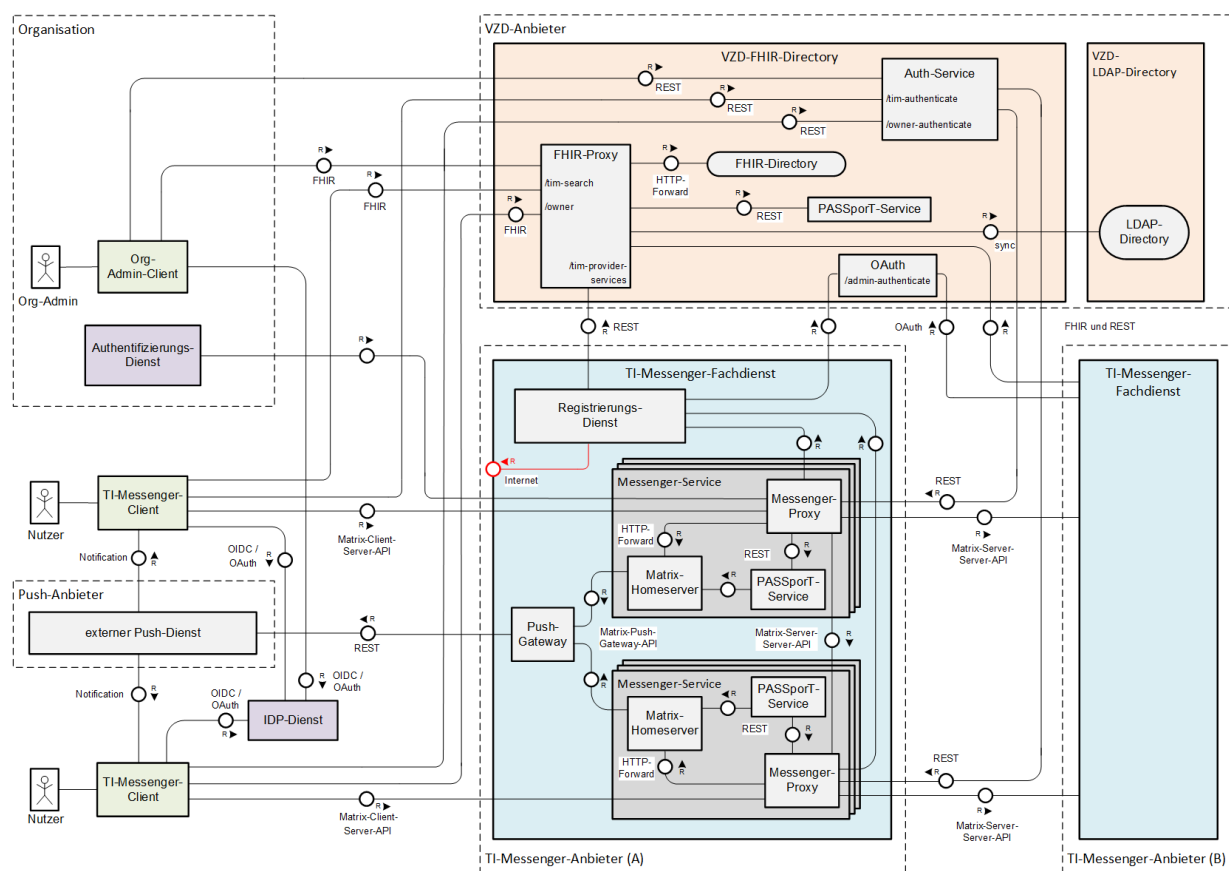 Organisation
VZD-Anbieter
VZD-FHIR-Directory
VZD-
LDAP-Directory
R
REST
R
REST
R
REST
Auth-Service
/tim-authenticate
/owner-authenticate
R
FHIR
R
FHIR
R
FHIR
FHIR-Proxy
/tim-search
/owner
/tim-provider-
services
R
HTTP-
Forward
FHIR-Directory
R
REST
PASSporT-Service
R
sync
LDAP-
Directory
OAuth
/admin-authenticate
Org-Admin
Org-
Admin-Client
Authentifizierungs-
Dienst
R
R
REST
R
OAuth
R
R
FHIR und REST
TI-Messenger-Fachdienst
TI-Messenger-
Fachdienst
Registrierungs-
Dienst
R
Internet
R
R
Nutzer
TI-Messenger-
Client
R
Matrix-Client-
Server-API
Messenger-Service
Messenger-
Proxy
HTTP-
Forward
R
REST
R
Matrix-
Homeserver
R
PASSporT-
Service
REST
R
R
Matrix-Server-
Server-API
Notification
R
OIDC /
OAuth
R
Push-Anbieter
externer Push-Dienst
R
REST
Push-
Gateway
R
Matrix-Push-
Gateway-API
R
Matrix-Server-
Server-API
R
Notification
R
OIDC /
OAuth
R
OIDC /
OAuth
R
IDP-Dienst
Messenger-Service
Matrix-
Homeserver
R
PASSporT-
Service
REST
R
HTTP-
Forward
R
Messenger-
Proxy
REST
R
R
Matrix-Server-
Server-API
Nutzer
TI-Messenger-
Client
R
Matrix-Client-
Server-API
TI-Messenger-Anbieter (A)
TI-Messenger-Anbieter (B)